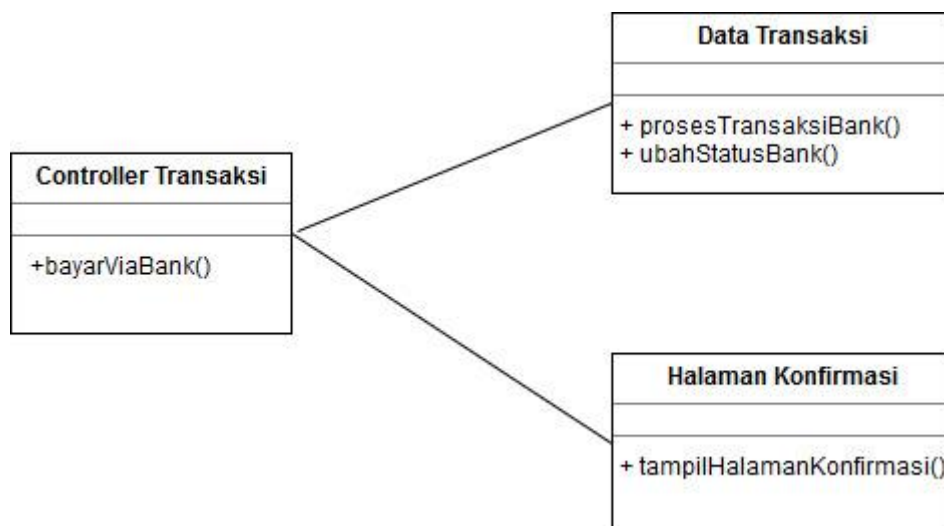 Data Transaksi
+ prosesTransaksiBank()
+ ubahStatusBank()
Controller Transaksi
+bayarViaBank()
Halaman Konfirmasi
+ tampilHalamanKonfirmasi()